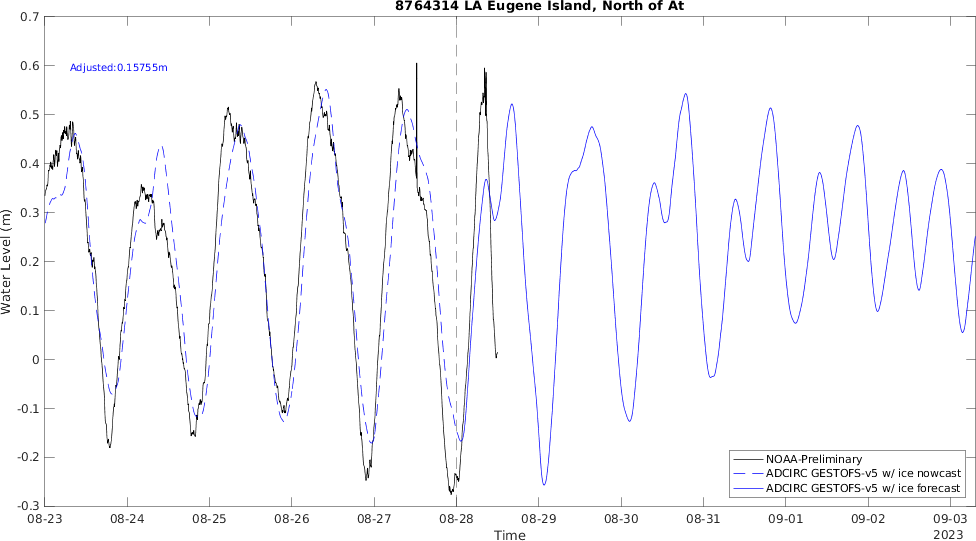 8764314 LA Eugene Island, North of At
0.7
0.6
0.5
0.4
0.3
0.2
0.1
0
-0.1
-0.2
-0.3
Water Level (m)
Adjusted:0.15755m
NOAA-Preliminary
ADCIRC GESTOFS-v5 w/ ice nowcast
ADCIRC GESTOFS-v5 w/ ice forecast
08-23 08-24 08-25 08-26 08-27 08-28 08-29 08-30 08-31 09-01 09-02 09-03
Time
2023